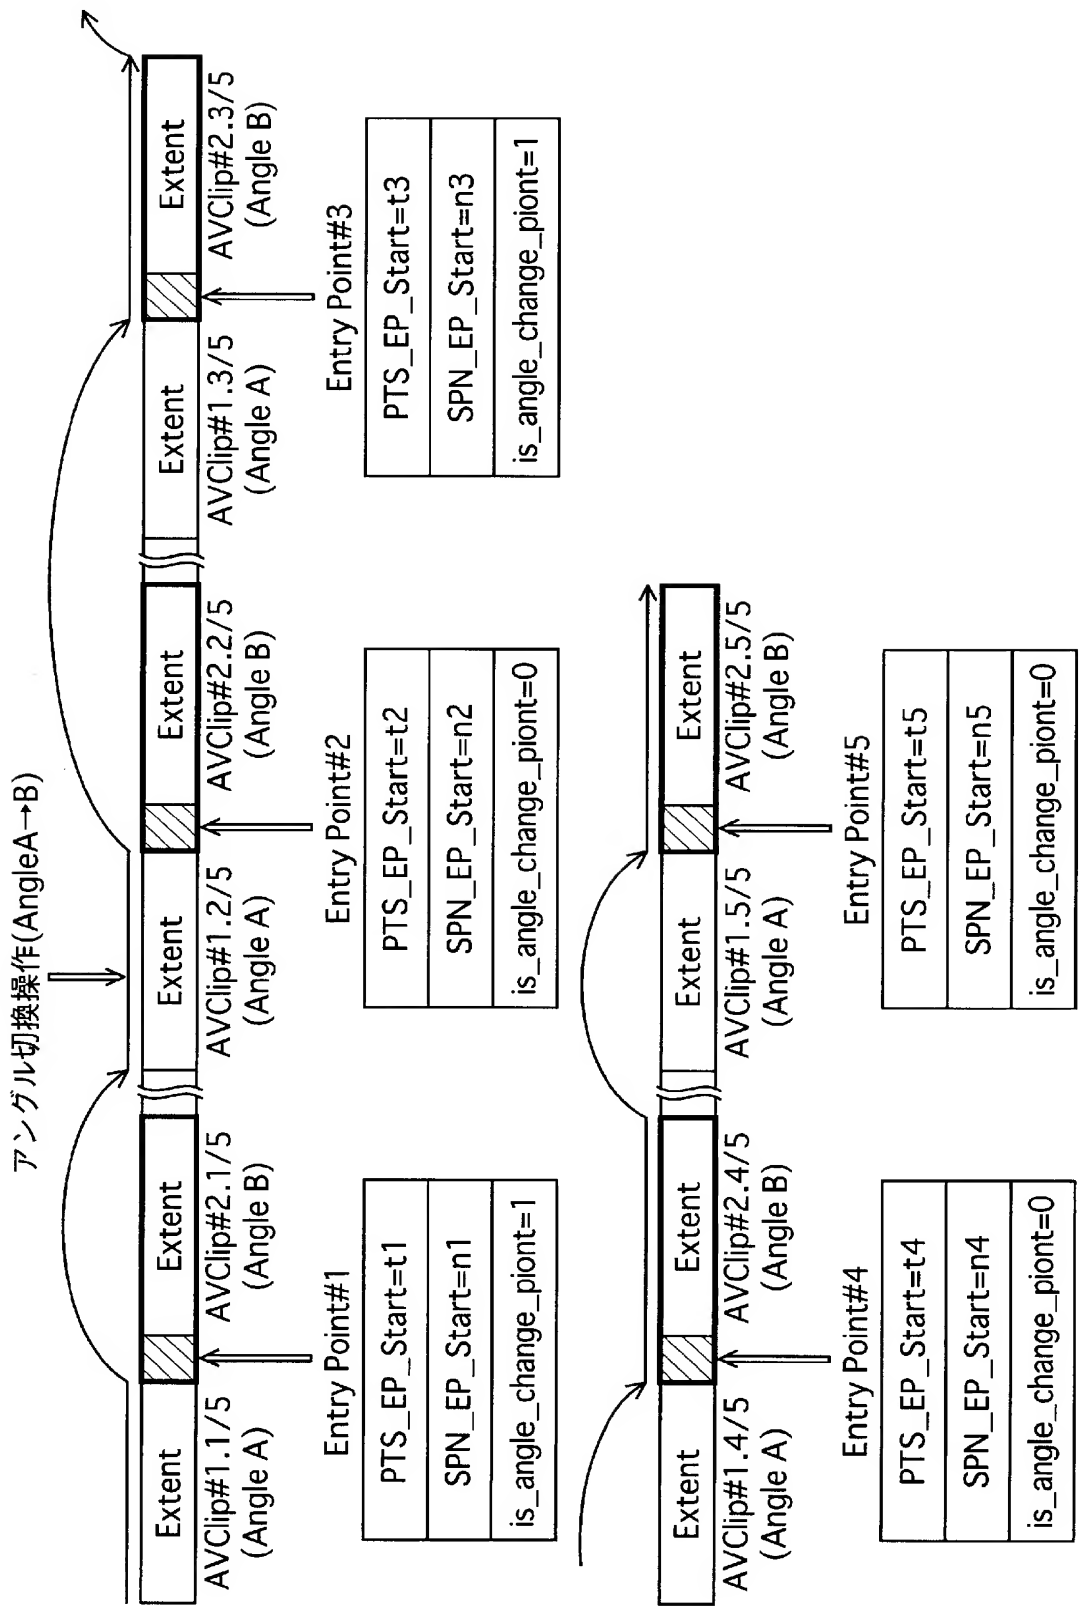 アングル切換操作(AngleA→B)
Extent
Extent
Extent
Extent
Extent
Extent
AVClip#1.1/5
(Angle A)
AVClip#2.1/5
(Angle B)
AVClip#1.2/5
(Angle A)
AVClip#2.2/5
(Angle B)
AVClip#1.3/5
(Angle A)
AVClip#2.3/5
(Angle B)
Entry Point#1
PTS_EP_Start=t1
SPN_EP_Start=n1
is_angle_change_piont=1
Entry Point#2
PTS_EP_Start=t2
SPN_EP_Start=n2
is_angle_change_piont=0
Entry Point#3
PTS_EP_Start=t3
SPN_EP_Start=n3
is_angle_change_piont=1
Extent
Extent
Extent
Extent
AVClip#1.4/5
(Angle A)
AVClip#2.4/5
(Angle B)
AVClip#1.5/5
(Angle A)
AVClip#2.5/5
(Angle B)
Entry Point#4
PTS_EP_Start=t4
SPN_EP_Start=n4
is_angle_change_piont=0
Entry Point#5
PTS_EP_Start=t5
SPN_EP_Start=n5
is_angle_change_piont=0